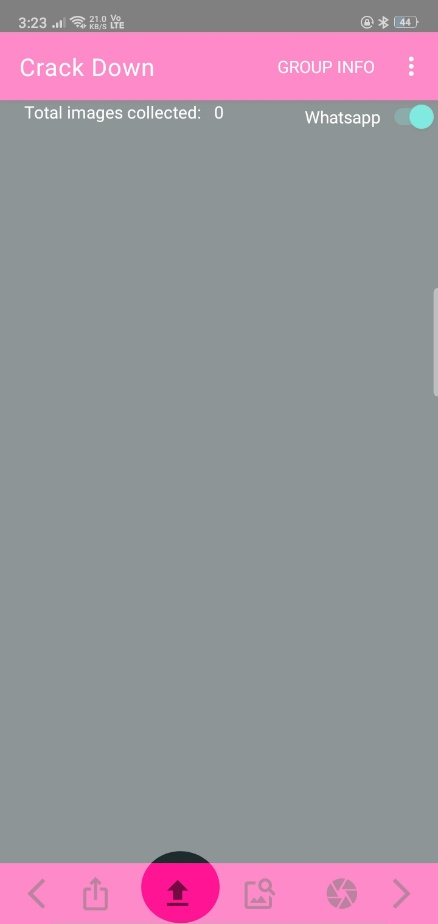 3:23 21.0 KB/S Vo LTE 44
Crack Down GROUP INFO
Total images collected: 0 Whatsapp